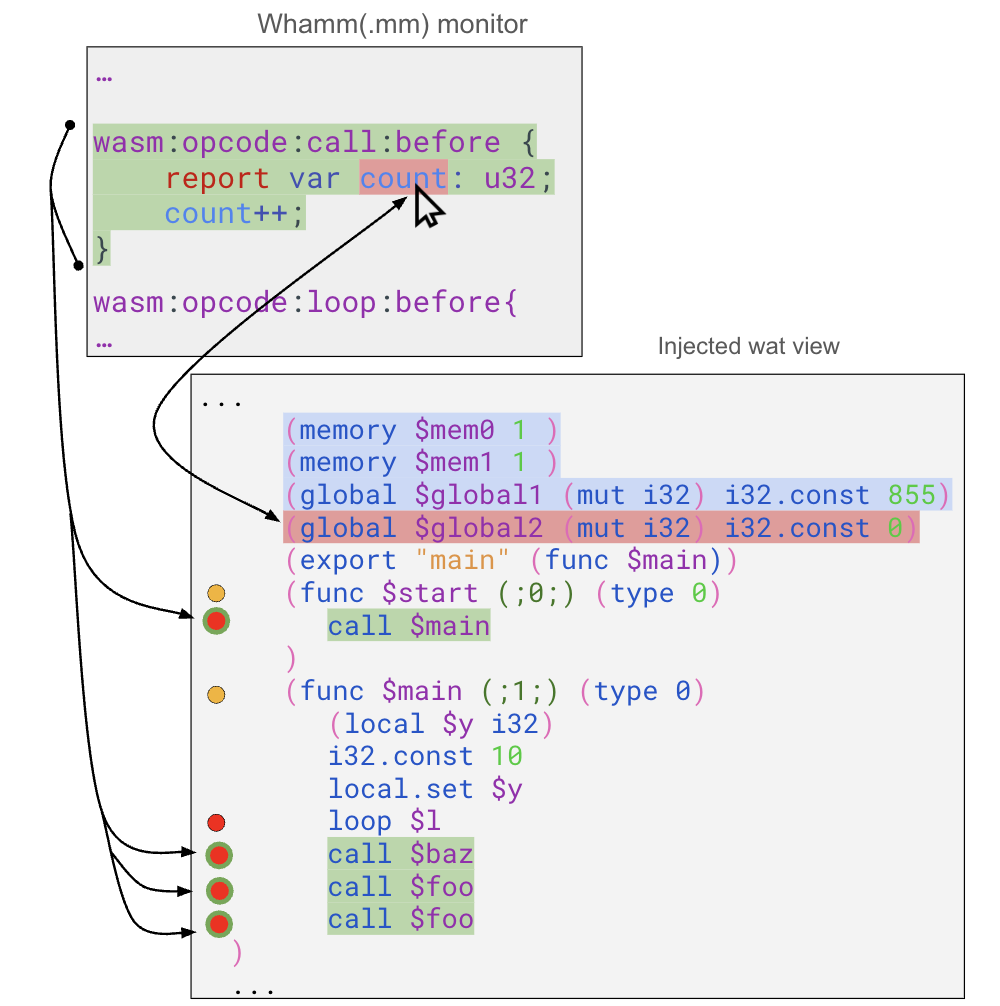 Whamm(.mm) monitor
…
wasm:opcode:call:before {
report var count: u32;
count++;
}
wasm:opcode:loop:before{
…
Injected wat view
...
(memory $mem0 1 )
(memory $mem1 1 )
(global $global1 (mut i32) i32.const 855)
(global $global2 (mut i32) i32.const 0)
(export "main" (func $main))
(func $start (;0;) (type 0)
call $main
)
(func $main (;1;) (type 0)
(local $y i32)
i32.const 10
local.set $y
loop $l
call $baz
call $foo
call $foo
)
...